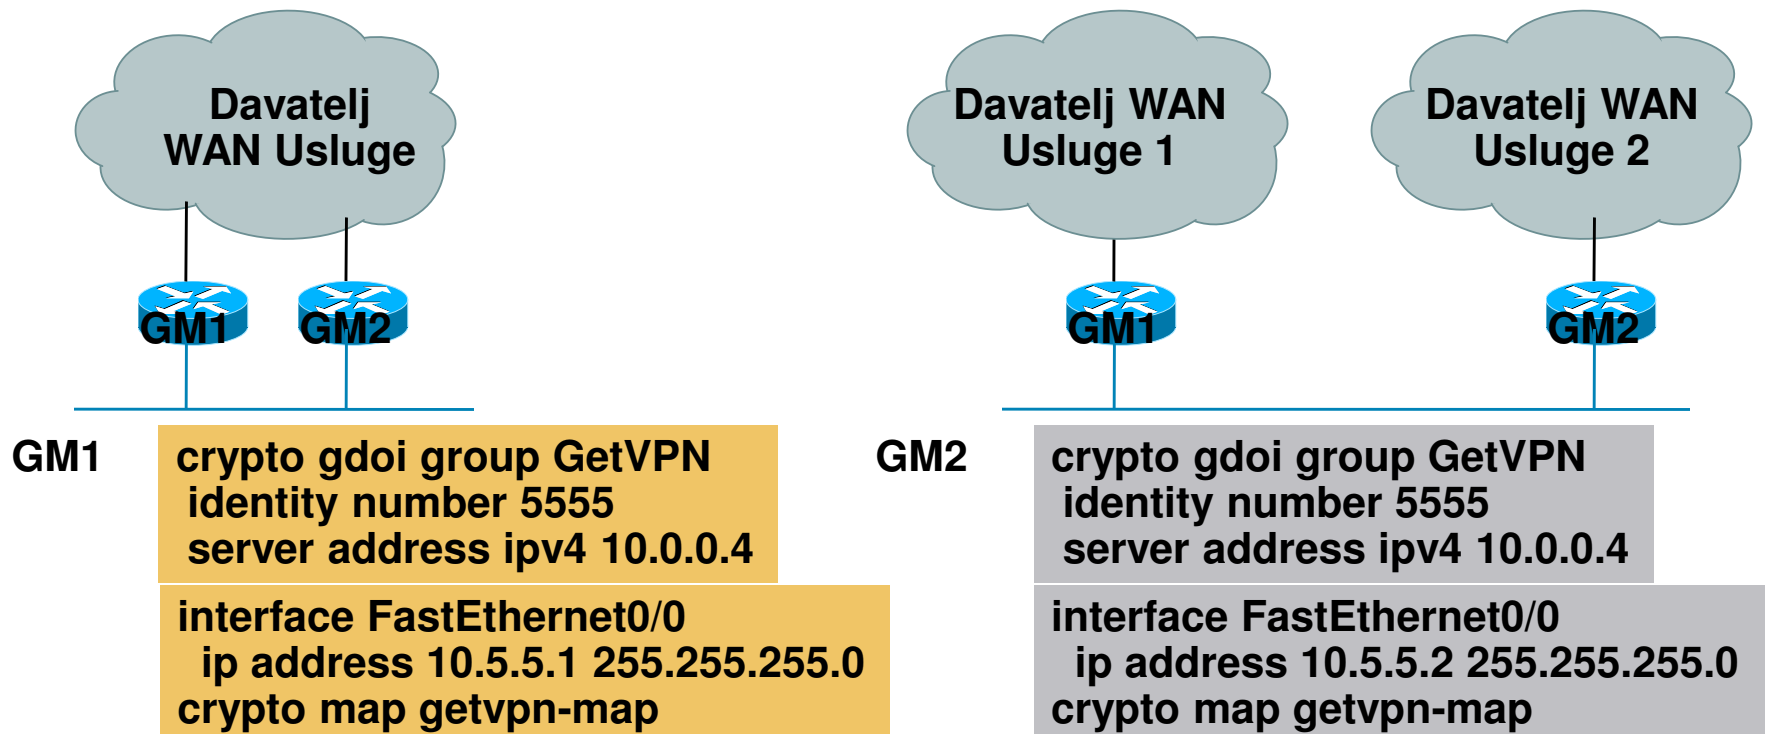 Davatelj
WAN Usluge
Davatelj WAN
Usluge 1
Davatelj WAN
Usluge 2
GM1
GM2
GM1
GM2
GM1
crypto gdoi group GetVPN
identity number 5555
server address ipv4 10.0.0.4
interface FastEthernet0/0
ip address 10.5.5.1 255.255.255.0
crypto map getvpn-map
GM2
crypto gdoi group GetVPN
identity number 5555
server address ipv4 10.0.0.4
interface FastEthernet0/0
ip address 10.5.5.2 255.255.255.0
crypto map getvpn-map